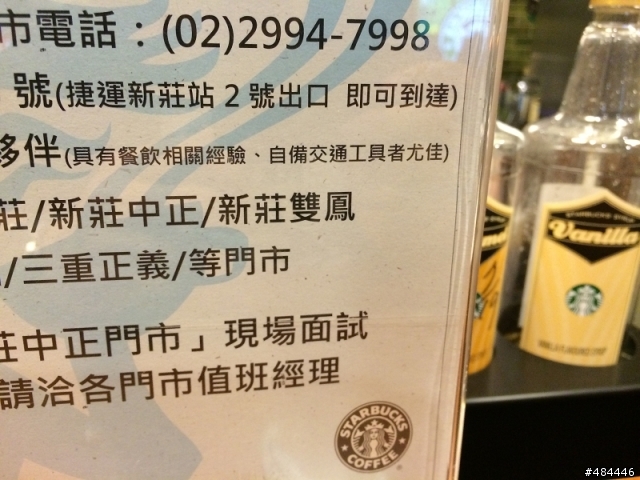 市電話：(02)2994-7998
號(捷運新莊站 2 號出口 即可到達)
夥伴(具有餐飲相關經驗、自備交通工具者尤佳)
莊/新莊中正/新莊雙鳳
/三重正義/等門市
莊中正門市」現場面試
請洽各門市值班經理
STARBUCKS
COFFEE
Vanilla
#484446